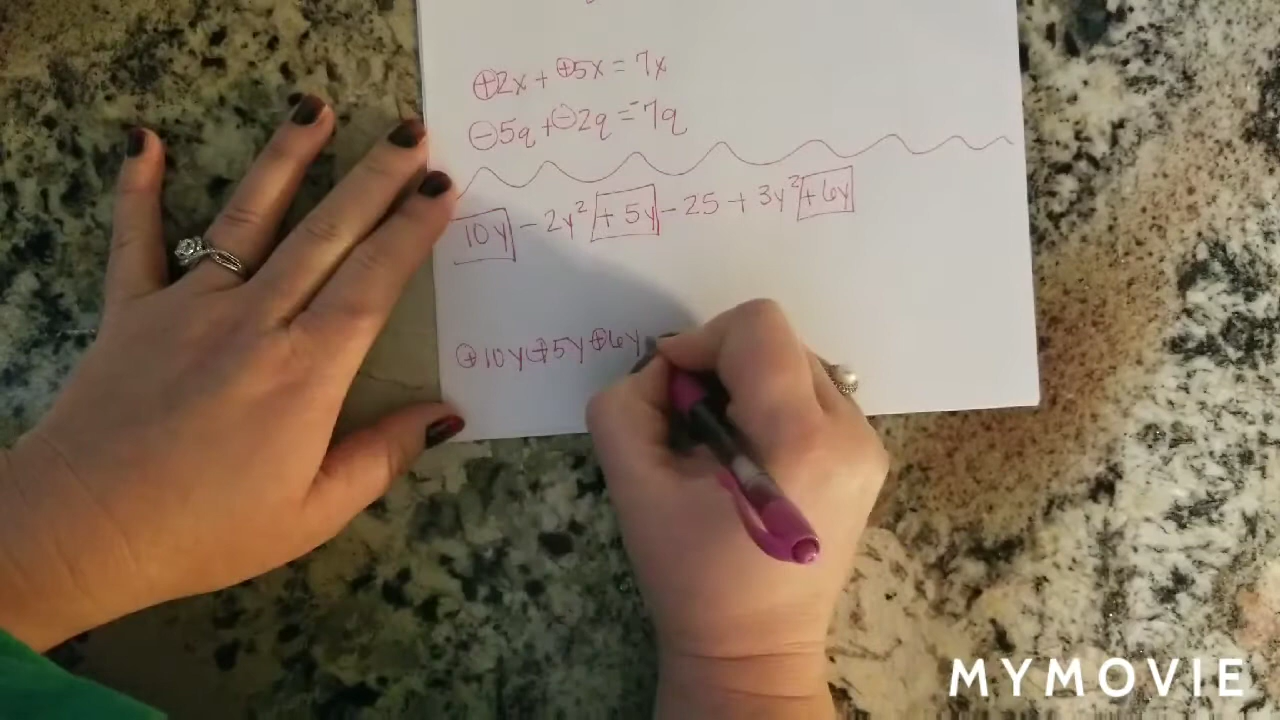 ⊕2x + ⊕5x = 7x
⊖5q + ⊖2q = ⁻7q
10y - 2y² + 5y - 25 + 3y² + 6y
⊕10y⊕5y⊕6y
MYMOVIE